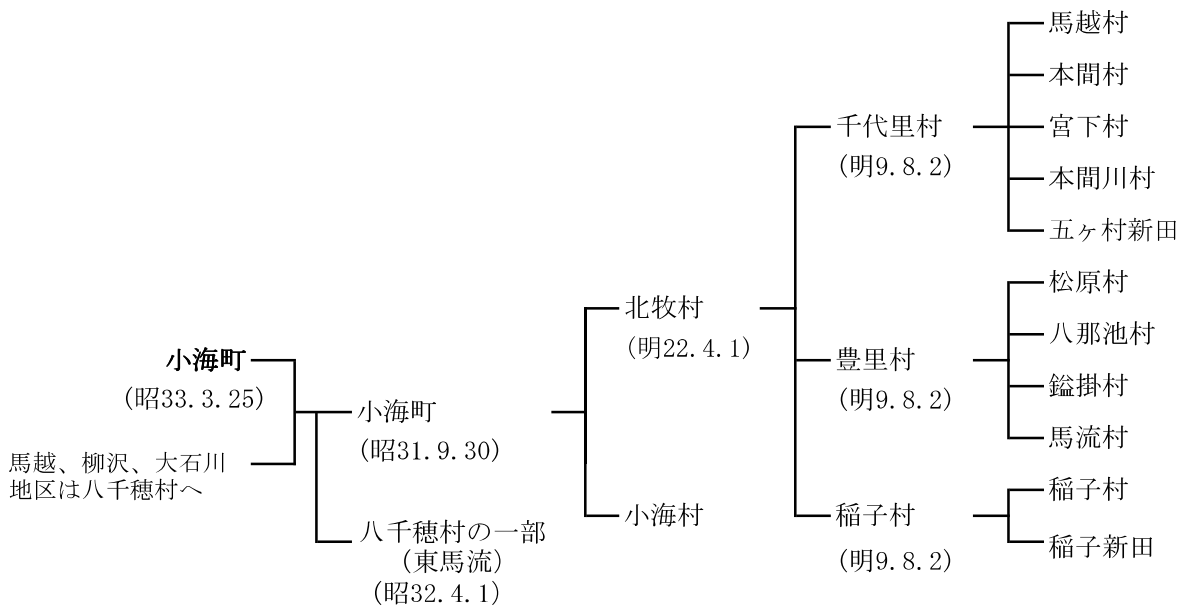 小海町
(昭33.3.25)
馬越、柳沢、大石川
地区は八千穂村へ
小海町
(昭31.9.30)
八千穂村の一部
(東馬流)
(昭32.4.1)
北牧村
(明22.4.1)
小海村
千代里村
(明9.8.2)
豊里村
(明9.8.2)
稲子村
(明9.8.2)
馬越村
本間村
宮下村
本間川村
五ヶ村新田
松原村
八那池村
鎰掛村
馬流村
稲子村
稲子新田